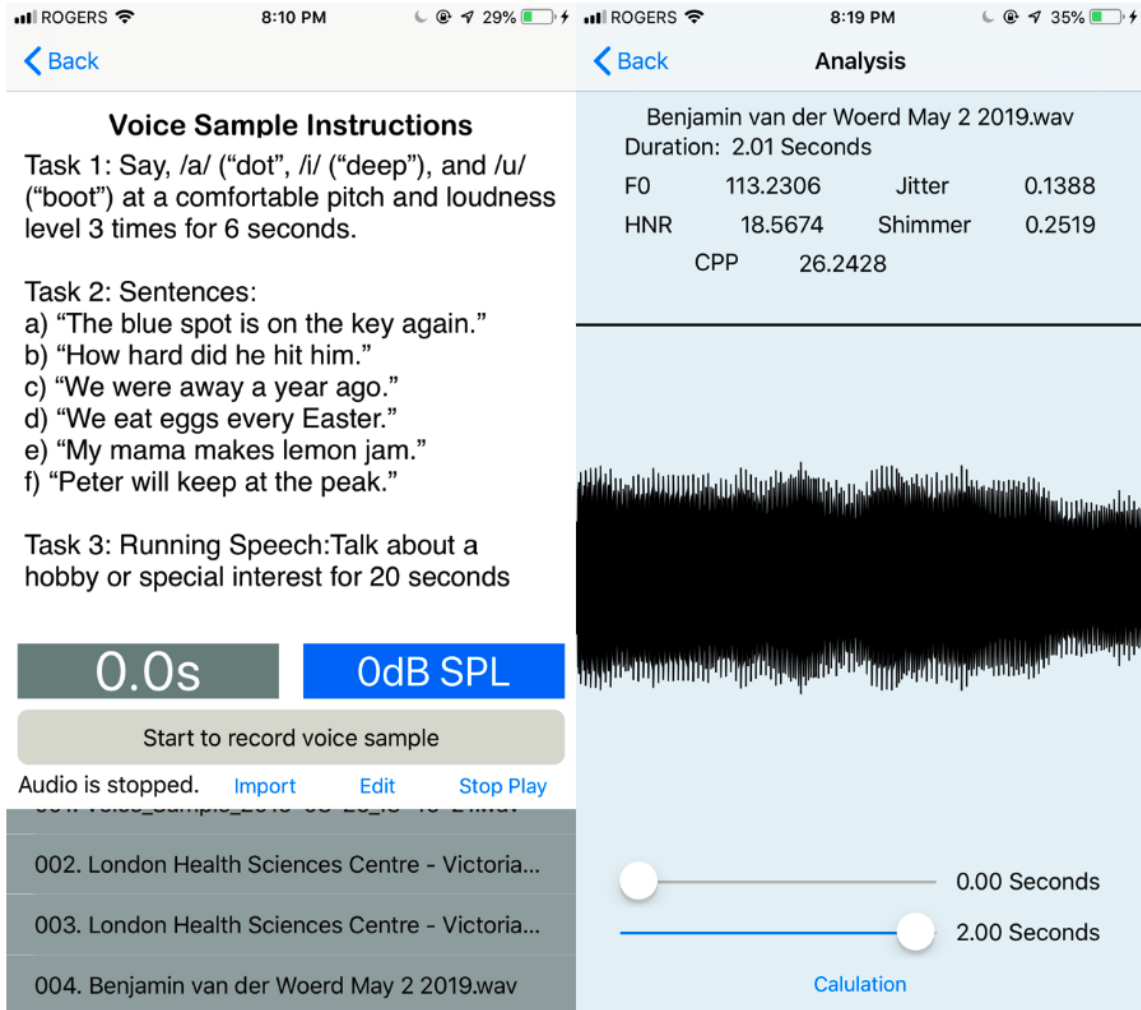 ROGERS 8:10 PM 29%
Back
Voice Sample Instructions
Task 1: Say, /a/ (“dot”, /i/ (“deep”), and /u/
(“boot”) at a comfortable pitch and loudness
level 3 times for 6 seconds.
Task 2: Sentences:
a) “The blue spot is on the key again.”
b) “How hard did he hit him.”
c) “We were away a year ago.”
d) “We eat eggs every Easter.”
e) “My mama makes lemon jam.”
f) “Peter will keep at the peak.”
Task 3: Running Speech:Talk about a
hobby or special interest for 20 seconds
0.0s 0dB SPL
Start to record voice sample
Audio is stopped. Import Edit Stop Play
002. London Health Sciences Centre - Victoria...
003. London Health Sciences Centre - Victoria...
004. Benjamin van der Woerd May 2 2019.wav
ROGERS 8:19 PM 35%
Back Analysis
Benjamin van der Woerd May 2 2019.wav
Duration: 2.01 Seconds
F0 113.2306 Jitter 0.1388
HNR 18.5674 Shimmer 0.2519
CPP 26.2428
0.00 Seconds
2.00 Seconds
Calulation